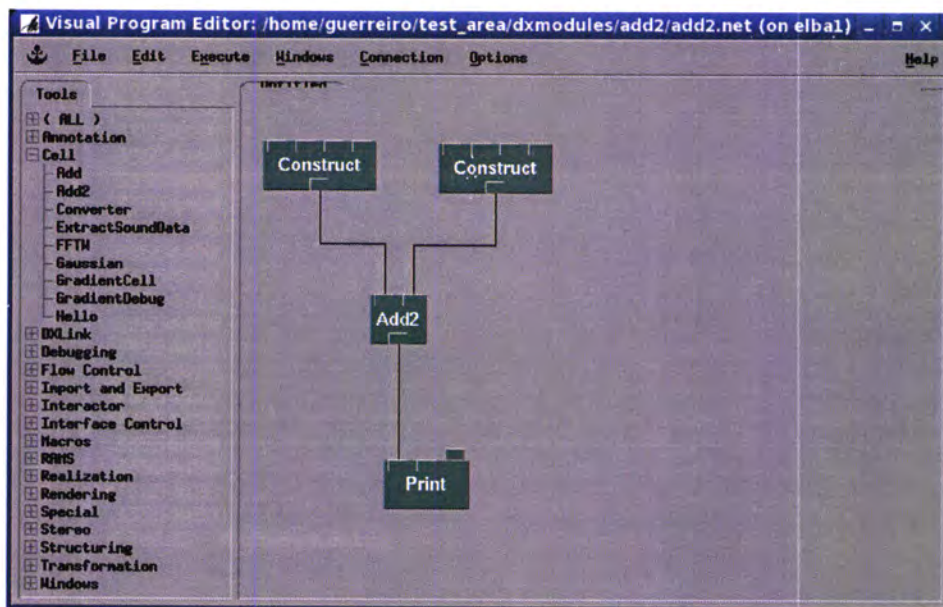 Visual Program Editor: /home/guerreiro/test_area/dxmodules/add2/add2.net (on elba1)
File Edit Execute Windows Connection Options Help
Tools
Untitled
( ALL )
Annotation
Cell
Add
Add2
Converter
ExtractSoundData
FFTW
Gaussian
GradientCell
GradientDebug
Hello
DXLink
Debugging
Flow Control
Import and Export
Interactor
Interface Control
Macros
RAMS
Realization
Rendering
Special
Stereo
Structuring
Transformation
Windows
Construct
Construct
Add2
Print